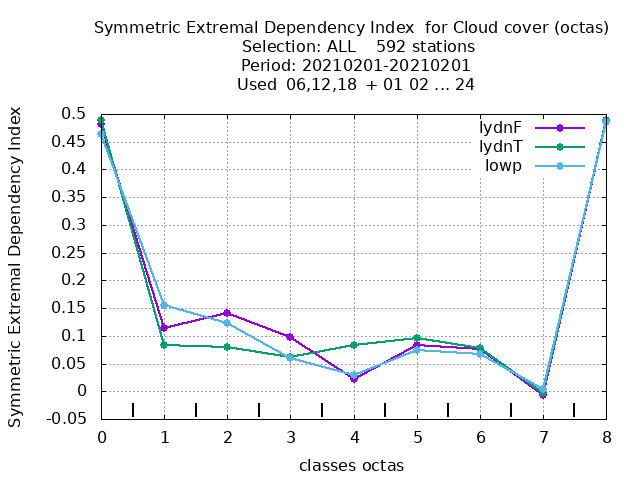 Symmetric Extremal Dependency Index  for Cloud cover (octas)
Selection: ALL    592 stations
Period: 20210201-20210201
Used  06,12,18  + 01 02 ... 24
Symmetric Extremal Dependency Index
0.5
0.45
0.4
0.35
0.3
0.25
0.2
0.15
0.1
0.05
0
-0.05
lydnF
lydnT
lowp
0 1 2 3 4 5 6 7 8
classes octas